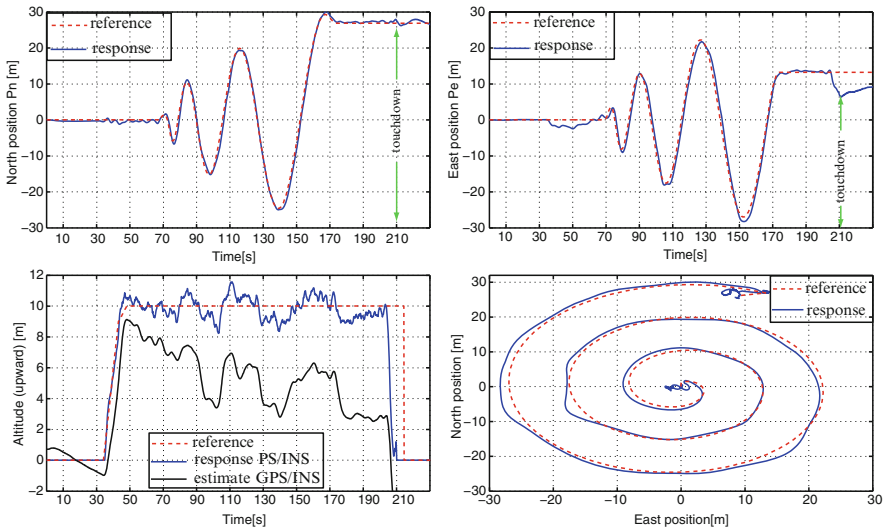 North position Pn [m]
30
20
10
0
−10
−20
−30
reference
response
touchdown
10 30 50 70 90 110 130 150 170 190 210
Time[s]
East position Pe [m]
30
20
10
0
−10
−20
−30
reference
response
touchdown
10 30 50 70 90 110 130 150 170 190 210
Time[s]
Altitude (upward) [m]
12
10
8
6
4
2
0
−2
reference
response PS/INS
estimate GPS/INS
10 30 50 70 90 110 130 150 170 190 210
Time[s]
North position [m]
30
20
10
0
−10
−20
−30
reference
response
−30 −20 −10 0 10 20 30
East position[m]